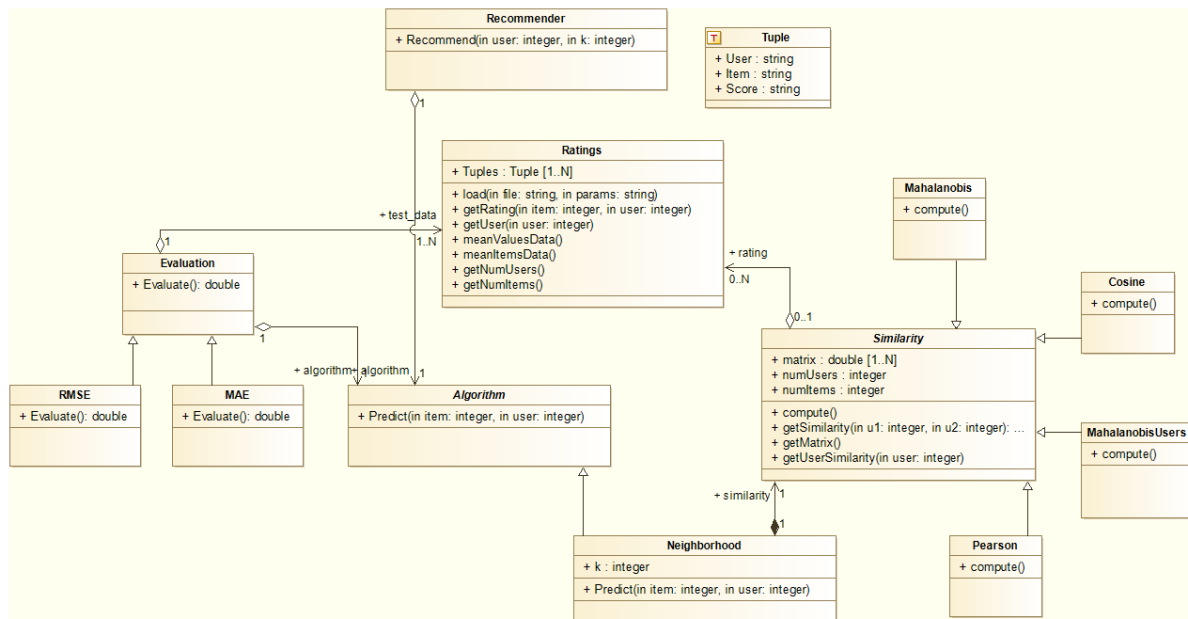 Recommender
+ Recommend(in user: integer, in k: integer)
1
T
Tuple
+ User : string
+ Item : string
+ Score : string
Ratings
+ Tuples : Tuple [1..N]
+ load(in file: string, in params: string)
+ getRating(in item: integer, in user: integer)
+ getUser(in user: integer)
+ meanValuesData()
+ meanItemsData()
+ getNumUsers()
+ getNumItems()
+ test_data
1..N
1
Evaluation
+ Evaluate(): double
1
RMSE
+ Evaluate(): double
MAE
+ Evaluate(): double
+ algorithm
1
+ algorithm
1
Algorithm
+ Predict(in item: integer, in user: integer)
Mahalanobis
+ compute()
+ rating
0..N
0..1
Cosine
+ compute()
Similarity
+ matrix : double [1..N]
+ numUsers : integer
+ numItems : integer
+ compute()
+ getSimilarity(in u1: integer, in u2: integer): ...
+ getMatrix()
+ getUserSimilarity(in user: integer)
MahalanobisUsers
+ compute()
+ similarity
1
1
Neighborhood
+ k : integer
+ Predict(in item: integer, in user: integer)
Pearson
+ compute()